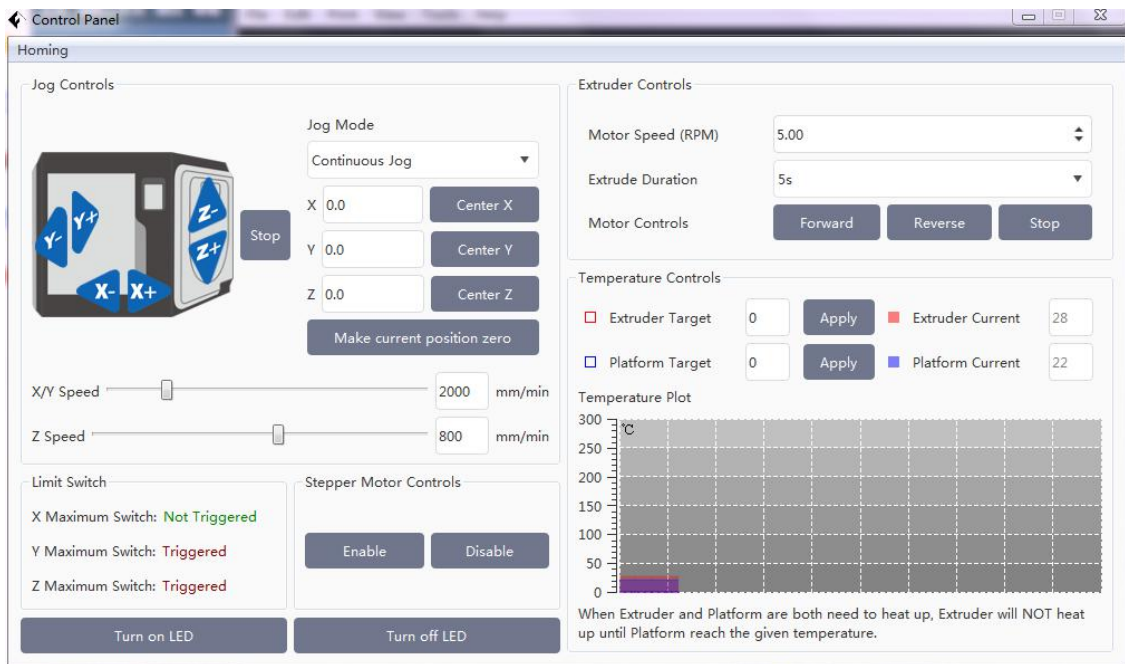 Control Panel
Homing
Jog Controls
Y-
Y+
X-
X+
Z-
Z+
Stop
Jog Mode
Continuous Jog
X 0.0 Center X
Y 0.0 Center Y
Z 0.0 Center Z
Make current position zero
X/Y Speed 2000 mm/min
Z Speed 800 mm/min
Limit Switch
X Maximum Switch: Not Triggered
Y Maximum Switch: Triggered
Z Maximum Switch: Triggered
Stepper Motor Controls
Enable Disable
Turn on LED Turn off LED
Extruder Controls
Motor Speed (RPM) 5.00
Extrude Duration 5s
Motor Controls Forward Reverse Stop
Temperature Controls
Extruder Target 0 Apply Extruder Current 28
Platform Target 0 Apply Platform Current 22
Temperature Plot
300 °C
250
200
150
100
50
0
When Extruder and Platform are both need to heat up, Extruder will NOT heat
up until Platform reach the given temperature.